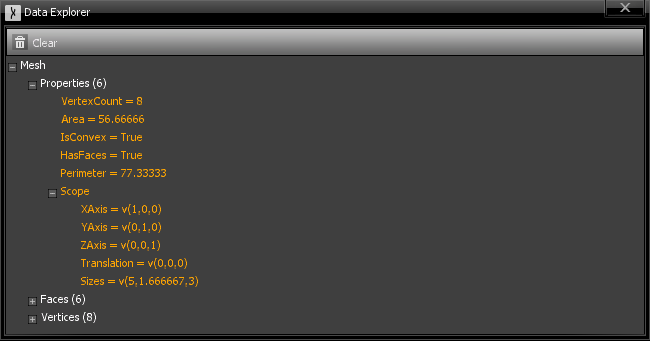 Data Explorer
Clear
Mesh
Properties (6)
VertexCount = 8
Area = 56.66666
IsConvex = True
HasFaces = True
Perimeter = 77.33333
Scope
XAxis = v(1,0,0)
YAxis = v(0,1,0)
ZAxis = v(0,0,1)
Translation = v(0,0,0)
Sizes = v(5,1.666667,3)
Faces (6)
Vertices (8)